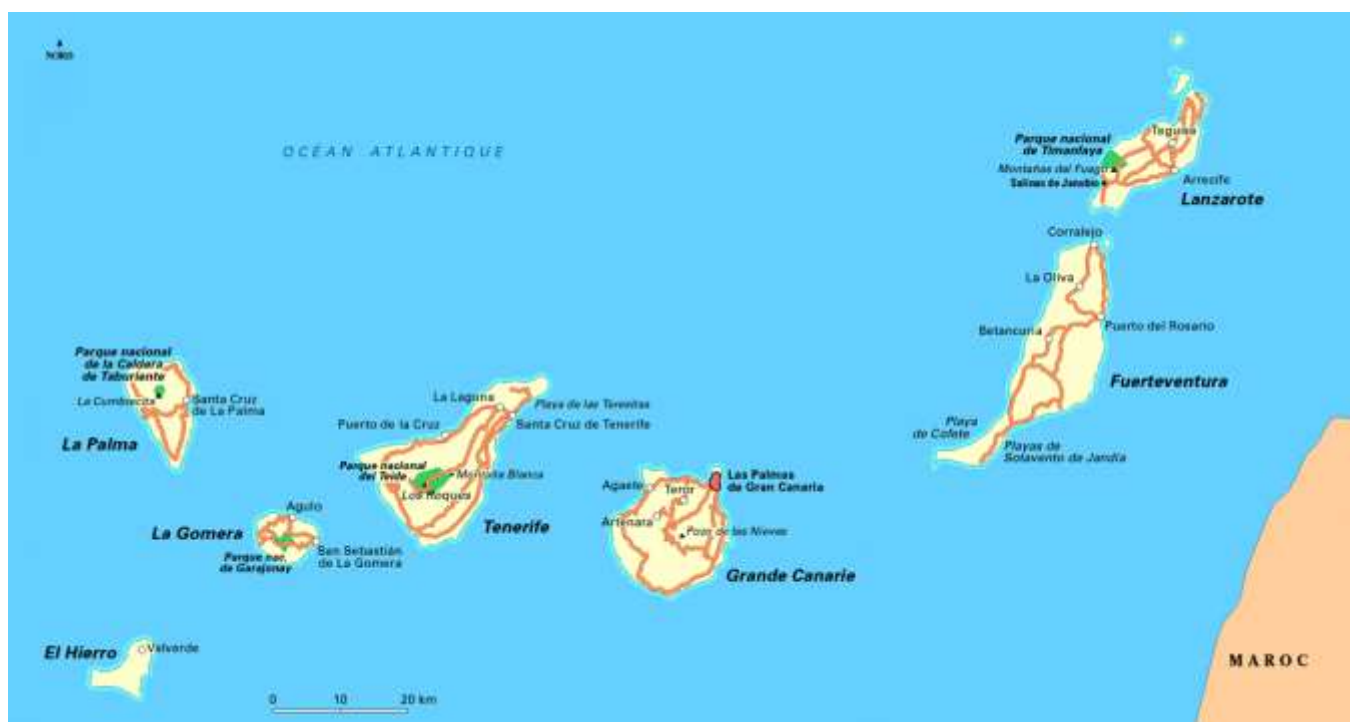 NORD
OCÉAN ATLANTIQUE
Parque nacional
de Timanfaya
Teguise
Montañas del Fuego
Salinas de Janubio
Arrecife
Lanzarote
Corralejo
La Oliva
Betancuria
Puerto del Rosario
Fuerteventura
Playa
de Cofete
Playas de
Solavento de Jandía
Parque nacional
de la Caldera
de Taburiente
La Cumbrecita
Santa Cruz
de La Palma
La Palma
La Laguna
Playa de las Teresitas
Puerto de la Cruz
Santa Cruz de Tenerife
Parque nacional
del Teide
Montaña Blanca
Los Roques
Tenerife
Agaete
Teror
Las Palmas
de Gran Canaria
Artenara
Pozo de las Nieves
Grande Canarie
Agulo
La Gomera
San Sebastián
de La Gomera
Parque nac.
de Garajonay
El Hierro
Valverde
MAROC
0 10 20 km